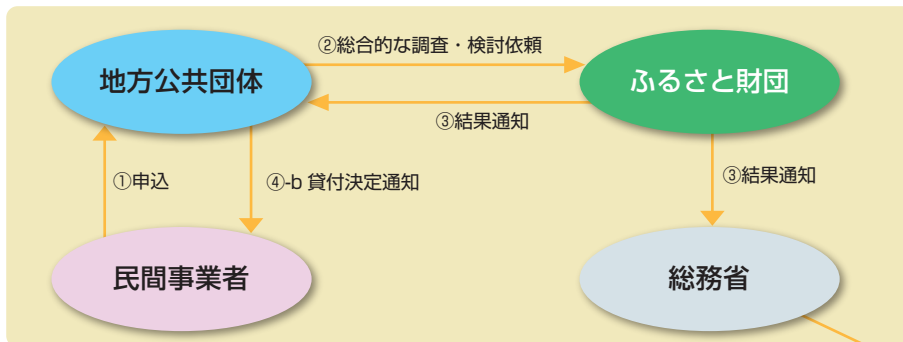 ②総合的な調査・検討依頼
地方公共団体
ふるさと財団
③結果通知
①申込
④-b 貸付決定通知
③結果通知
民間事業者
総務省